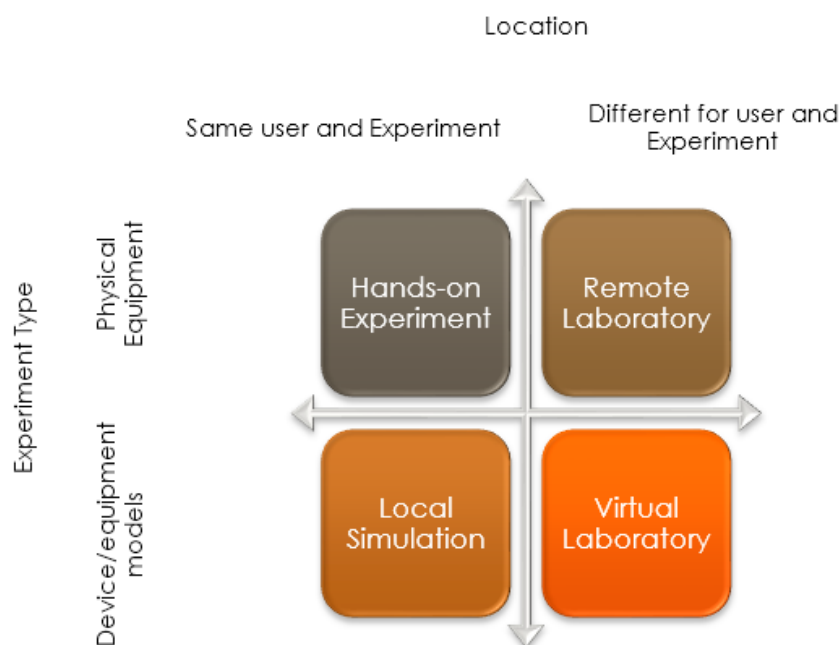 Location
Same user and Experiment
Different for user and
Experiment
Experiment Type
Physical
Equipment
Hands-on
Experiment
Remote
Laboratory
Device/equipment
models
Local
Simulation
Virtual
Laboratory